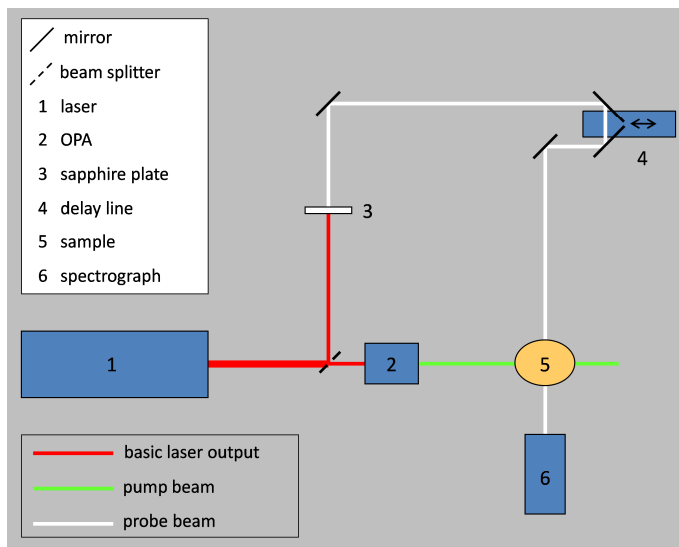 mirror
beam splitter
1 laser
2 OPA
3 sapphire plate
4 delay line
5 sample
6 spectrograph
4
3
1
2
5
6
basic laser output
pump beam
probe beam